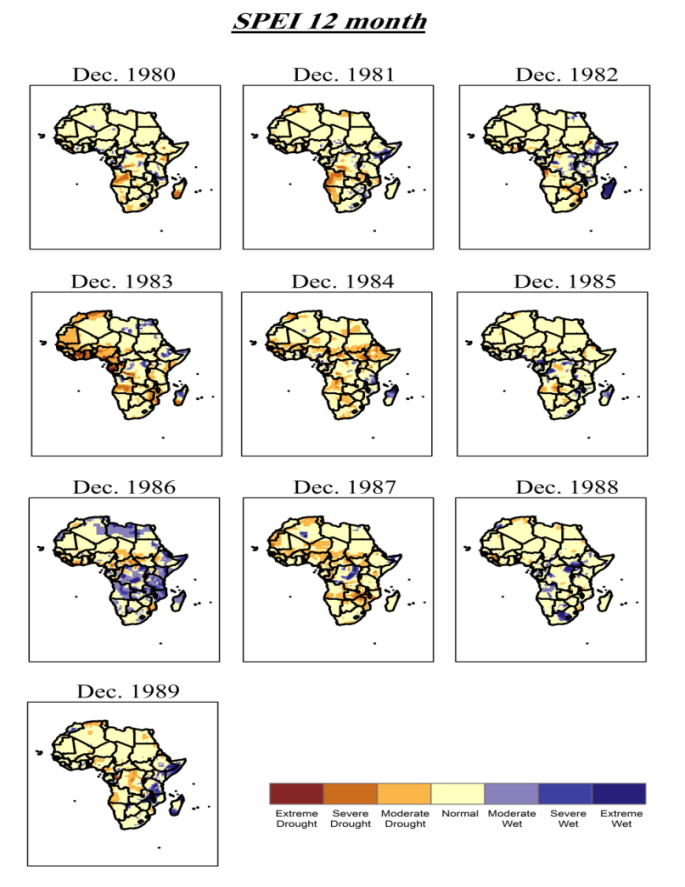 SPEI 12 month
Dec. 1980
Dec. 1981
Dec. 1982
Dec. 1983
Dec. 1984
Dec. 1985
Dec. 1986
Dec. 1987
Dec. 1988
Dec. 1989
Extreme Drought
Severe Drought
Moderate Drought
Normal
Moderate Wet
Severe Wet
Extreme Wet